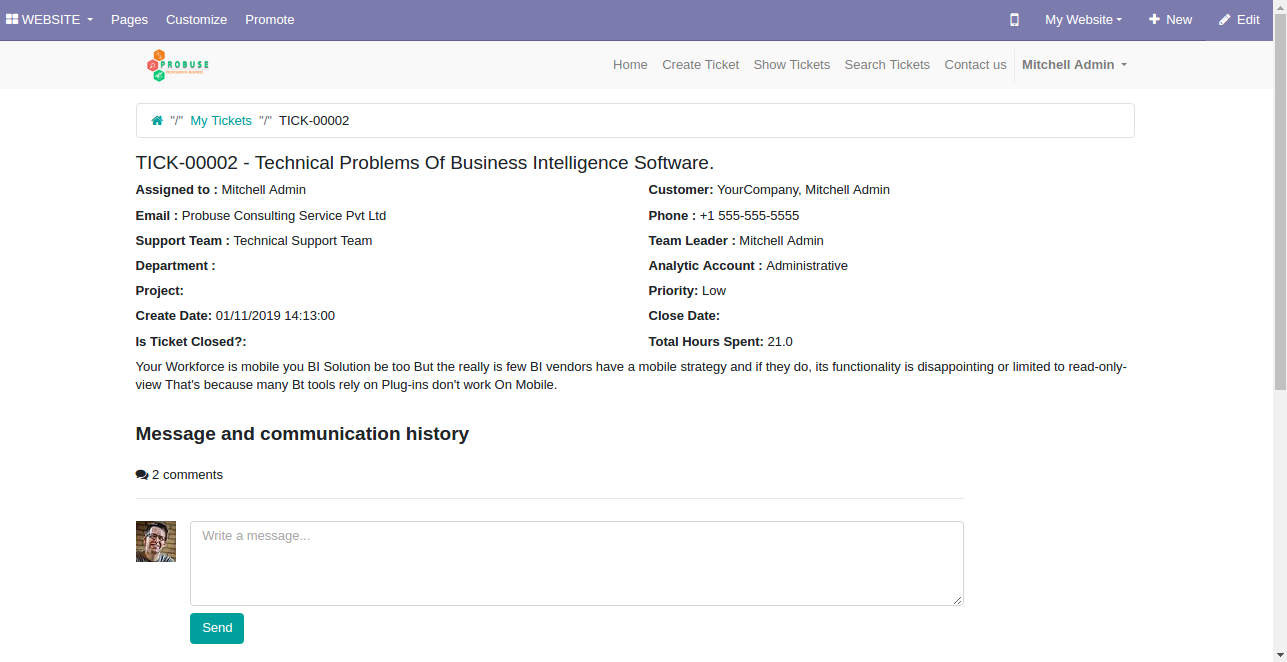 WEBSITE Pages Customize Promote My Website New Edit
PROBUSE Home Create Ticket Show Tickets Search Tickets Contact us Mitchell Admin
"/" My Tickets "/" TICK-00002
TICK-00002 - Technical Problems Of Business Intelligence Software.
Assigned to : Mitchell Admin Customer: YourCompany, Mitchell Admin
Email : Probuse Consulting Service Pvt Ltd Phone : +1 555-555-5555
Support Team : Technical Support Team Team Leader : Mitchell Admin
Department : Analytic Account : Administrative
Project: Priority: Low
Create Date: 01/11/2019 14:13:00 Close Date:
Is Ticket Closed?: Total Hours Spent: 21.0
Your Workforce is mobile you BI Solution be too But the really is few BI vendors have a mobile strategy and if they do, its functionality is disappointing or limited to read-only-
view That's because many Bt tools rely on Plug-ins don't work On Mobile.
Message and communication history
2 comments
Write a message...
Send